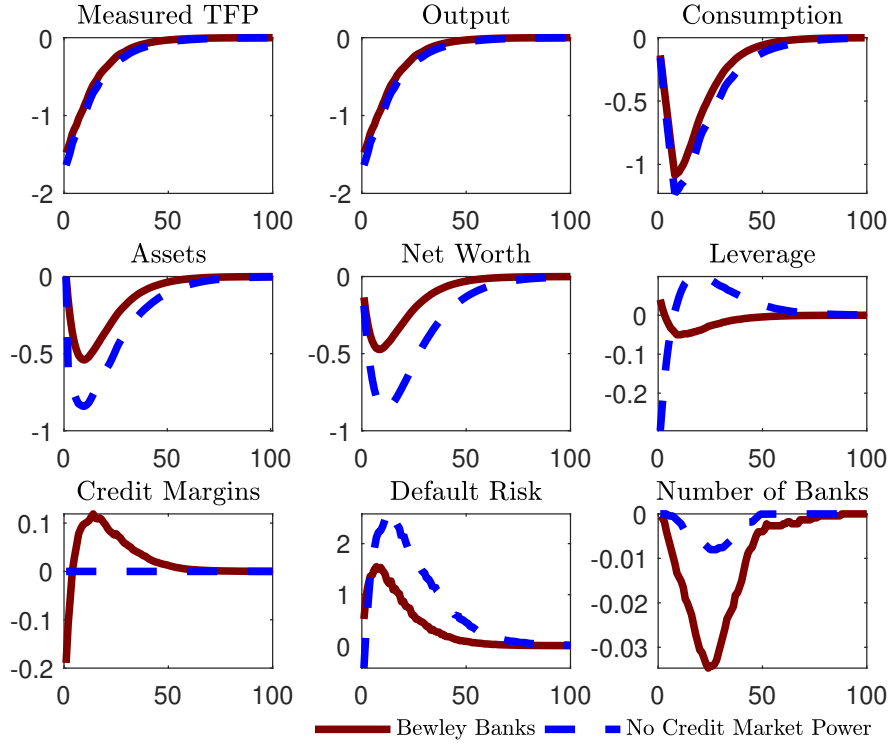 Measured TFP Output Consumption
0 0 0
-1 -1 -0.5
-2 -2 -1
0 50 100 0 50 100 0 50 100
Assets Net Worth Leverage
0 0 0
-0.5 -0.5 -0.1
-1 -1 -0.2
0 50 100 0 50 100 0 50 100
Credit Margins Default Risk Number of Banks
0.1 2 0
0 1 -0.01
-0.1 0 -0.02
-0.2 -0.03
0 50 100 0 50 100 0 50 100
Bewley Banks No Credit Market Power